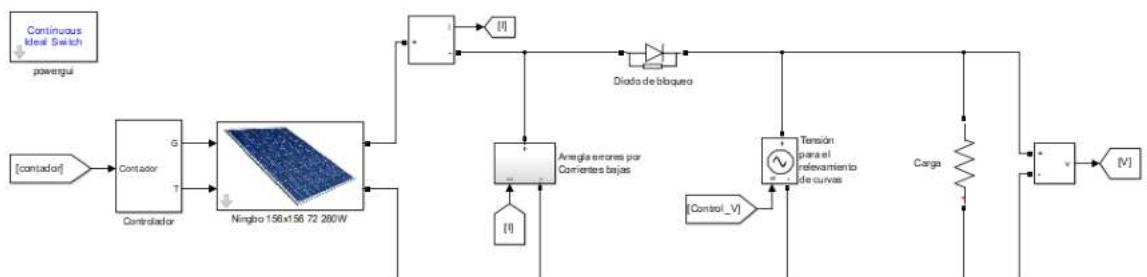 Continuous
Ideal Switch
powergui
[contador]
Contador
G
T
Controlador
Ningbo 156x156 72 280W
+
i
-
[I]
+
-
[I]
Arregla errores por
Corrientes bajas
Diodo de bloqueo
[Control_V]
+
-
Tensión
para el
relevamiento
de curvas
Carga
+
+
-
v
[V]